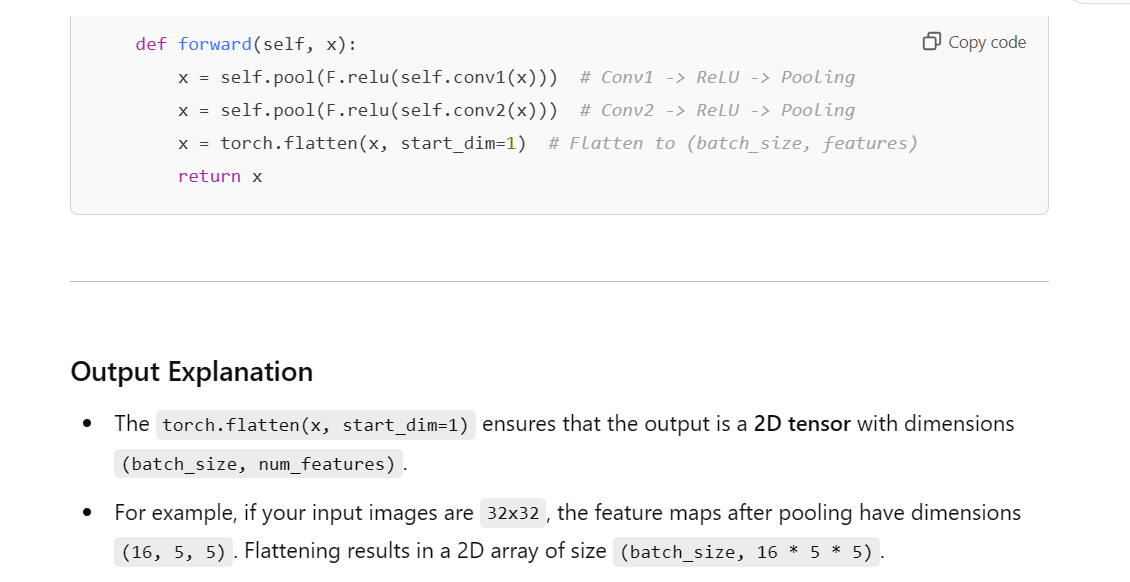 def forward(self, x):
Copy code
x = self.pool(F.relu(self.conv1(x)))  # Conv1 -> ReLU -> Pooling
x = self.pool(F.relu(self.conv2(x)))  # Conv2 -> ReLU -> Pooling
x = torch.flatten(x, start_dim=1)  # Flatten to (batch_size, features)
return x
Output Explanation
• The torch.flatten(x, start_dim=1) ensures that the output is a 2D tensor with dimensions
(batch_size, num_features).
• For example, if your input images are 32x32, the feature maps after pooling have dimensions
(16, 5, 5). Flattening results in a 2D array of size (batch_size, 16 * 5 * 5).